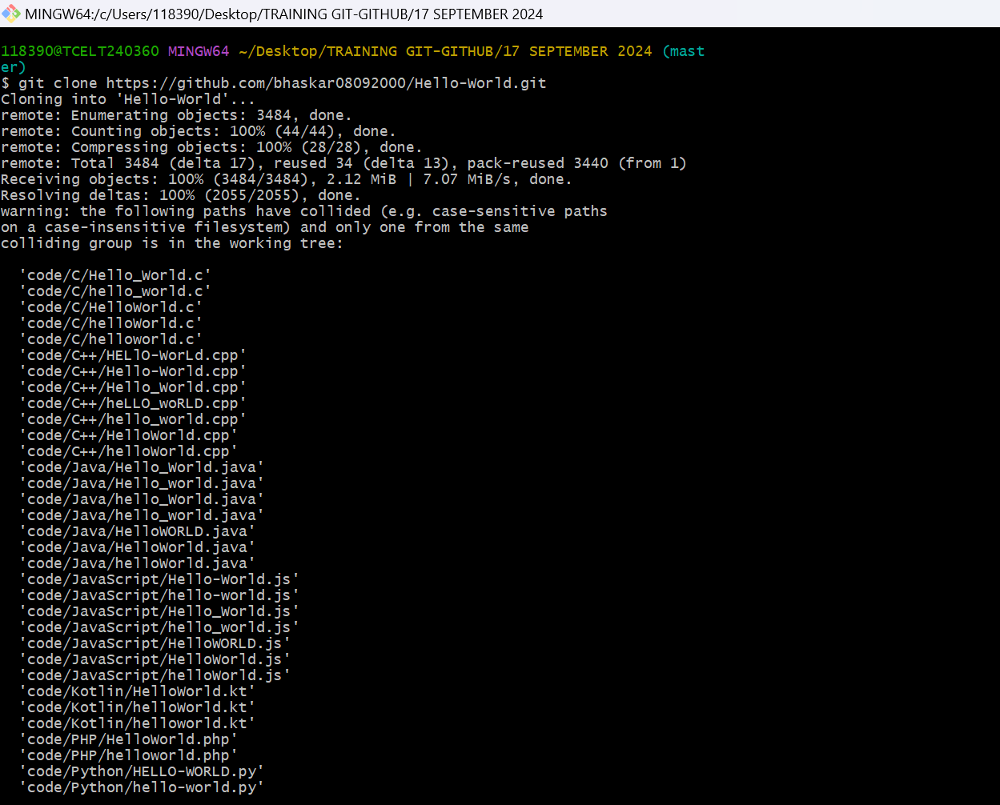 MINGW64:/c/Users/118390/Desktop/TRAINING GIT-GITHUB/17 SEPTEMBER 2024
118390@TCELT240360 MINGW64 ~/Desktop/TRAINING GIT-GITHUB/17 SEPTEMBER 2024 (mast
er)
$ git clone https://github.com/bhaskar08092000/Hello-World.git
Cloning into 'Hello-World'...
remote: Enumerating objects: 3484, done.
remote: Counting objects: 100% (44/44), done.
remote: Compressing objects: 100% (28/28), done.
remote: Total 3484 (delta 17), reused 34 (delta 13), pack-reused 3440 (from 1)
Receiving objects: 100% (3484/3484), 2.12 MiB | 7.07 MiB/s, done.
Resolving deltas: 100% (2055/2055), done.
warning: the following paths have collided (e.g. case-sensitive paths
on a case-insensitive filesystem) and only one from the same
colliding group is in the working tree:
'code/C/Hello_World.c'
'code/C/hello_world.c'
'code/C/HelloWorld.c'
'code/C/helloWorld.c'
'code/C/helloworld.c'
'code/C++/HELlO-WorLd.cpp'
'code/C++/Hello-World.cpp'
'code/C++/Hello_World.cpp'
'code/C++/heLLO_woRLD.cpp'
'code/C++/hello_world.cpp'
'code/C++/HelloWorld.cpp'
'code/C++/helloWorld.cpp'
'code/Java/Hello_World.java'
'code/Java/Hello_world.java'
'code/Java/hello_World.java'
'code/Java/hello_world.java'
'code/Java/HelloWORLD.java'
'code/Java/HelloWorld.java'
'code/Java/helloWorld.java'
'code/JavaScript/Hello-World.js'
'code/JavaScript/hello-world.js'
'code/JavaScript/Hello_World.js'
'code/JavaScript/hello_world.js'
'code/JavaScript/HelloWORLD.js'
'code/JavaScript/HelloWorld.js'
'code/JavaScript/helloWorld.js'
'code/Kotlin/HelloWorld.kt'
'code/Kotlin/helloWorld.kt'
'code/Kotlin/helloworld.kt'
'code/PHP/HelloWorld.php'
'code/PHP/helloworld.php'
'code/Python/HELLO-WORLD.py'
'code/Python/hello-world.py'